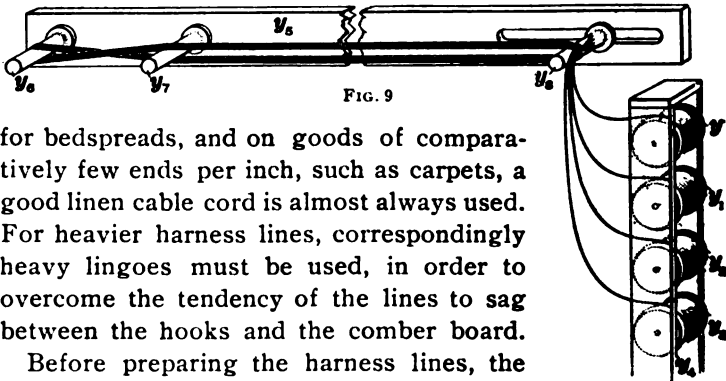 y₅
y₆
y₇
y₈
FIG. 9
y
y₁
y₂
y₃
y₄
for bedspreads, and on goods of compara-
tively few ends per inch, such as carpets, a
good linen cable cord is almost always used.
For heavier harness lines, correspondingly
heavy lingoes must be used, in order to
overcome the tendency of the lines to sag
between the hooks and the comber board.
Before preparing the harness lines, the